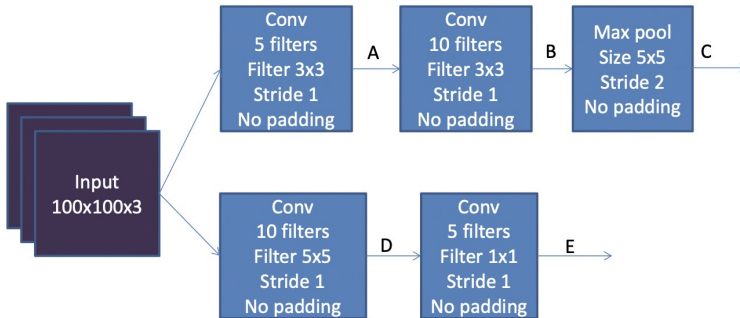 Conv
5 filters
Filter 3x3
Stride 1
No padding
A
Conv
10 filters
Filter 3x3
Stride 1
No padding
B
Max pool
Size 5x5
Stride 2
No padding
C
Input
100x100x3
Conv
10 filters
Filter 5x5
Stride 1
No padding
D
Conv
5 filters
Filter 1x1
Stride 1
No padding
E